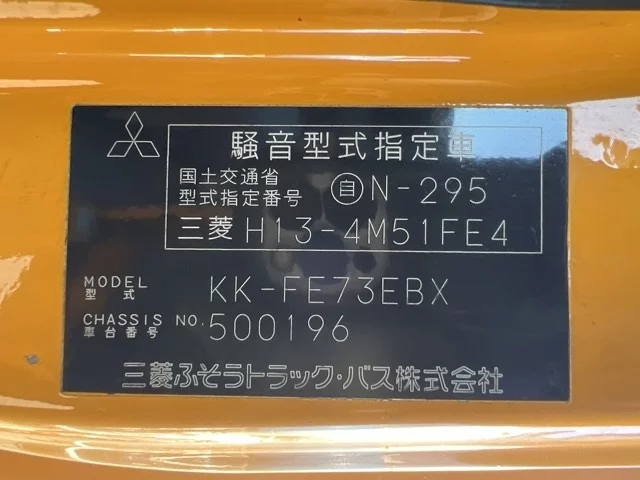 騒音型式指定車
国土交通省
型式指定番号 自N-295
三菱 H13-4M51FE4
MODEL
型式 KK-FE73EBX
CHASSIS NO.
車台番号 500196
三菱ふそうトラック・バス株式会社